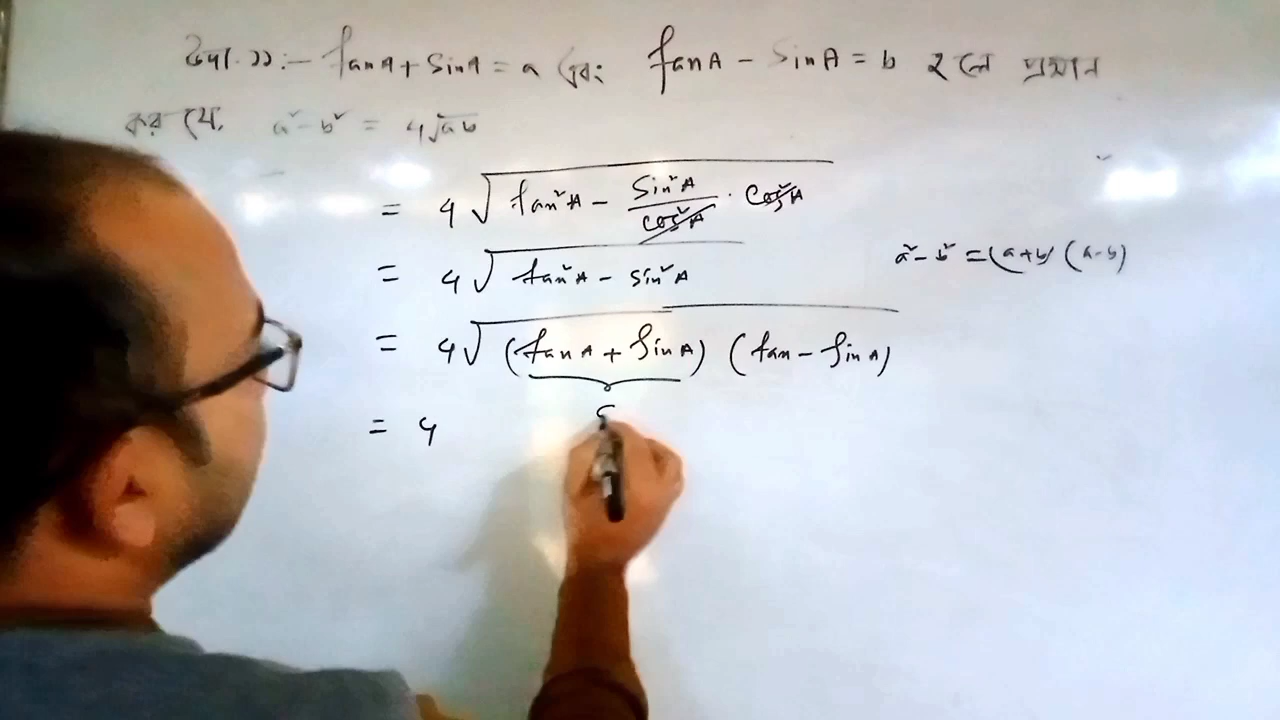 উদা. ১১:- tanA + sinA = a এবং tanA - SinA = b হলে প্রমান
কর যে, a² - b² = 4√ab
= 4√(tan²A - Sin²A/cos²A · Cos²A)
= 4√(tan²A - sin²A)
a² - b² = (a+b) (a-b)
= 4√((tanA + SinA) (tan - SinA))
= 4